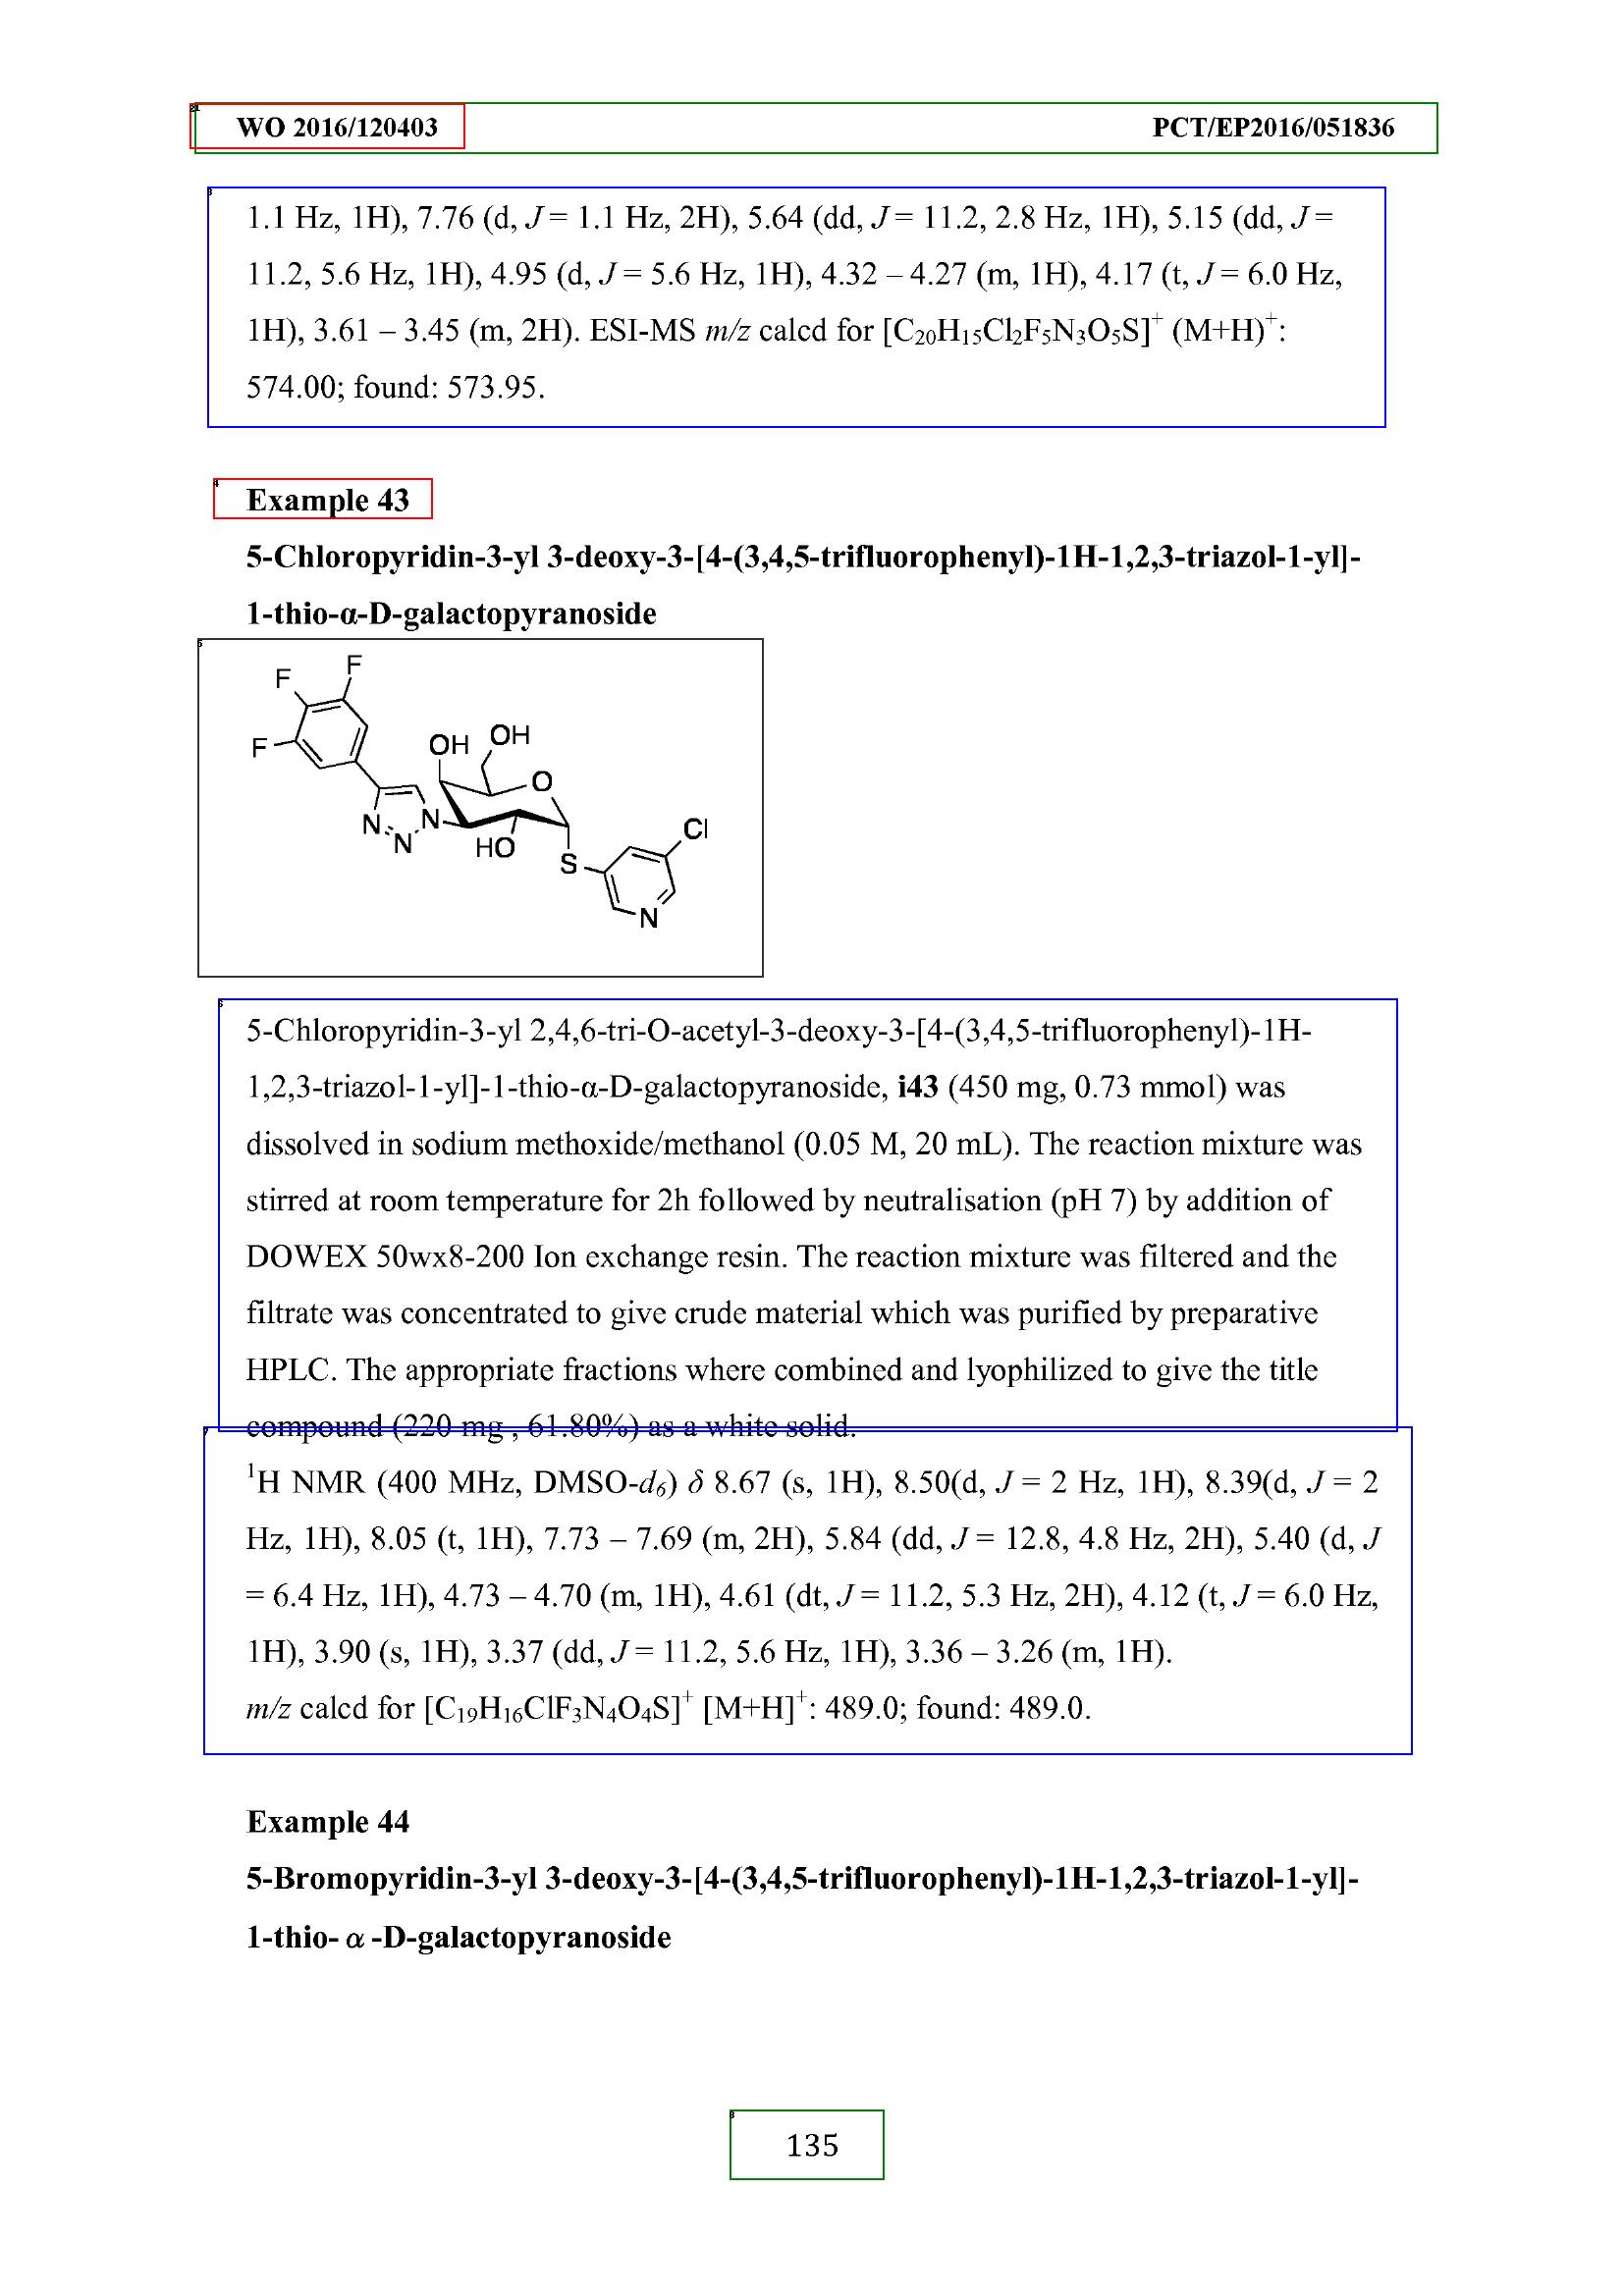 WO 2016/120403 PCT/EP2016/051836
1.1 Hz, 1H), 7.76 (d, J = 1.1 Hz, 2H), 5.64 (dd, J = 11.2, 2.8 Hz, 1H), 5.15 (dd, J =
11.2, 5.6 Hz, 1H), 4.95 (d, J = 5.6 Hz, 1H), 4.32 – 4.27 (m, 1H), 4.17 (t, J = 6.0 Hz,
1H), 3.61 – 3.45 (m, 2H). ESI-MS m/z calcd for [C₂₀H₁₅Cl₂F₅N₃O₅S]⁺ (M+H)⁺:
574.00; found: 573.95.
Example 43
5-Chloropyridin-3-yl 3-deoxy-3-[4-(3,4,5-trifluorophenyl)-1H-1,2,3-triazol-1-yl]-
1-thio-α-D-galactopyranoside
F
F
F
OH
OH
O
N
N
N
HO
S
Cl
N
5-Chloropyridin-3-yl 2,4,6-tri-O-acetyl-3-deoxy-3-[4-(3,4,5-trifluorophenyl)-1H-
1,2,3-triazol-1-yl]-1-thio-α-D-galactopyranoside, i43 (450 mg, 0.73 mmol) was
dissolved in sodium methoxide/methanol (0.05 M, 20 mL). The reaction mixture was
stirred at room temperature for 2h followed by neutralisation (pH 7) by addition of
DOWEX 50wx8-200 Ion exchange resin. The reaction mixture was filtered and the
filtrate was concentrated to give crude material which was purified by preparative
HPLC. The appropriate fractions where combined and lyophilized to give the title
compound (220 mg , 61.80%) as a white solid.
¹H NMR (400 MHz, DMSO-d₆) δ 8.67 (s, 1H), 8.50(d, J = 2 Hz, 1H), 8.39(d, J = 2
Hz, 1H), 8.05 (t, 1H), 7.73 – 7.69 (m, 2H), 5.84 (dd, J = 12.8, 4.8 Hz, 2H), 5.40 (d, J
= 6.4 Hz, 1H), 4.73 – 4.70 (m, 1H), 4.61 (dt, J = 11.2, 5.3 Hz, 2H), 4.12 (t, J = 6.0 Hz,
1H), 3.90 (s, 1H), 3.37 (dd, J = 11.2, 5.6 Hz, 1H), 3.36 – 3.26 (m, 1H).
m/z calcd for [C₁₉H₁₆ClF₃N₄O₄S]⁺ [M+H]⁺: 489.0; found: 489.0.
Example 44
5-Bromopyridin-3-yl 3-deoxy-3-[4-(3,4,5-trifluorophenyl)-1H-1,2,3-triazol-1-yl]-
1-thio- α -D-galactopyranoside
135